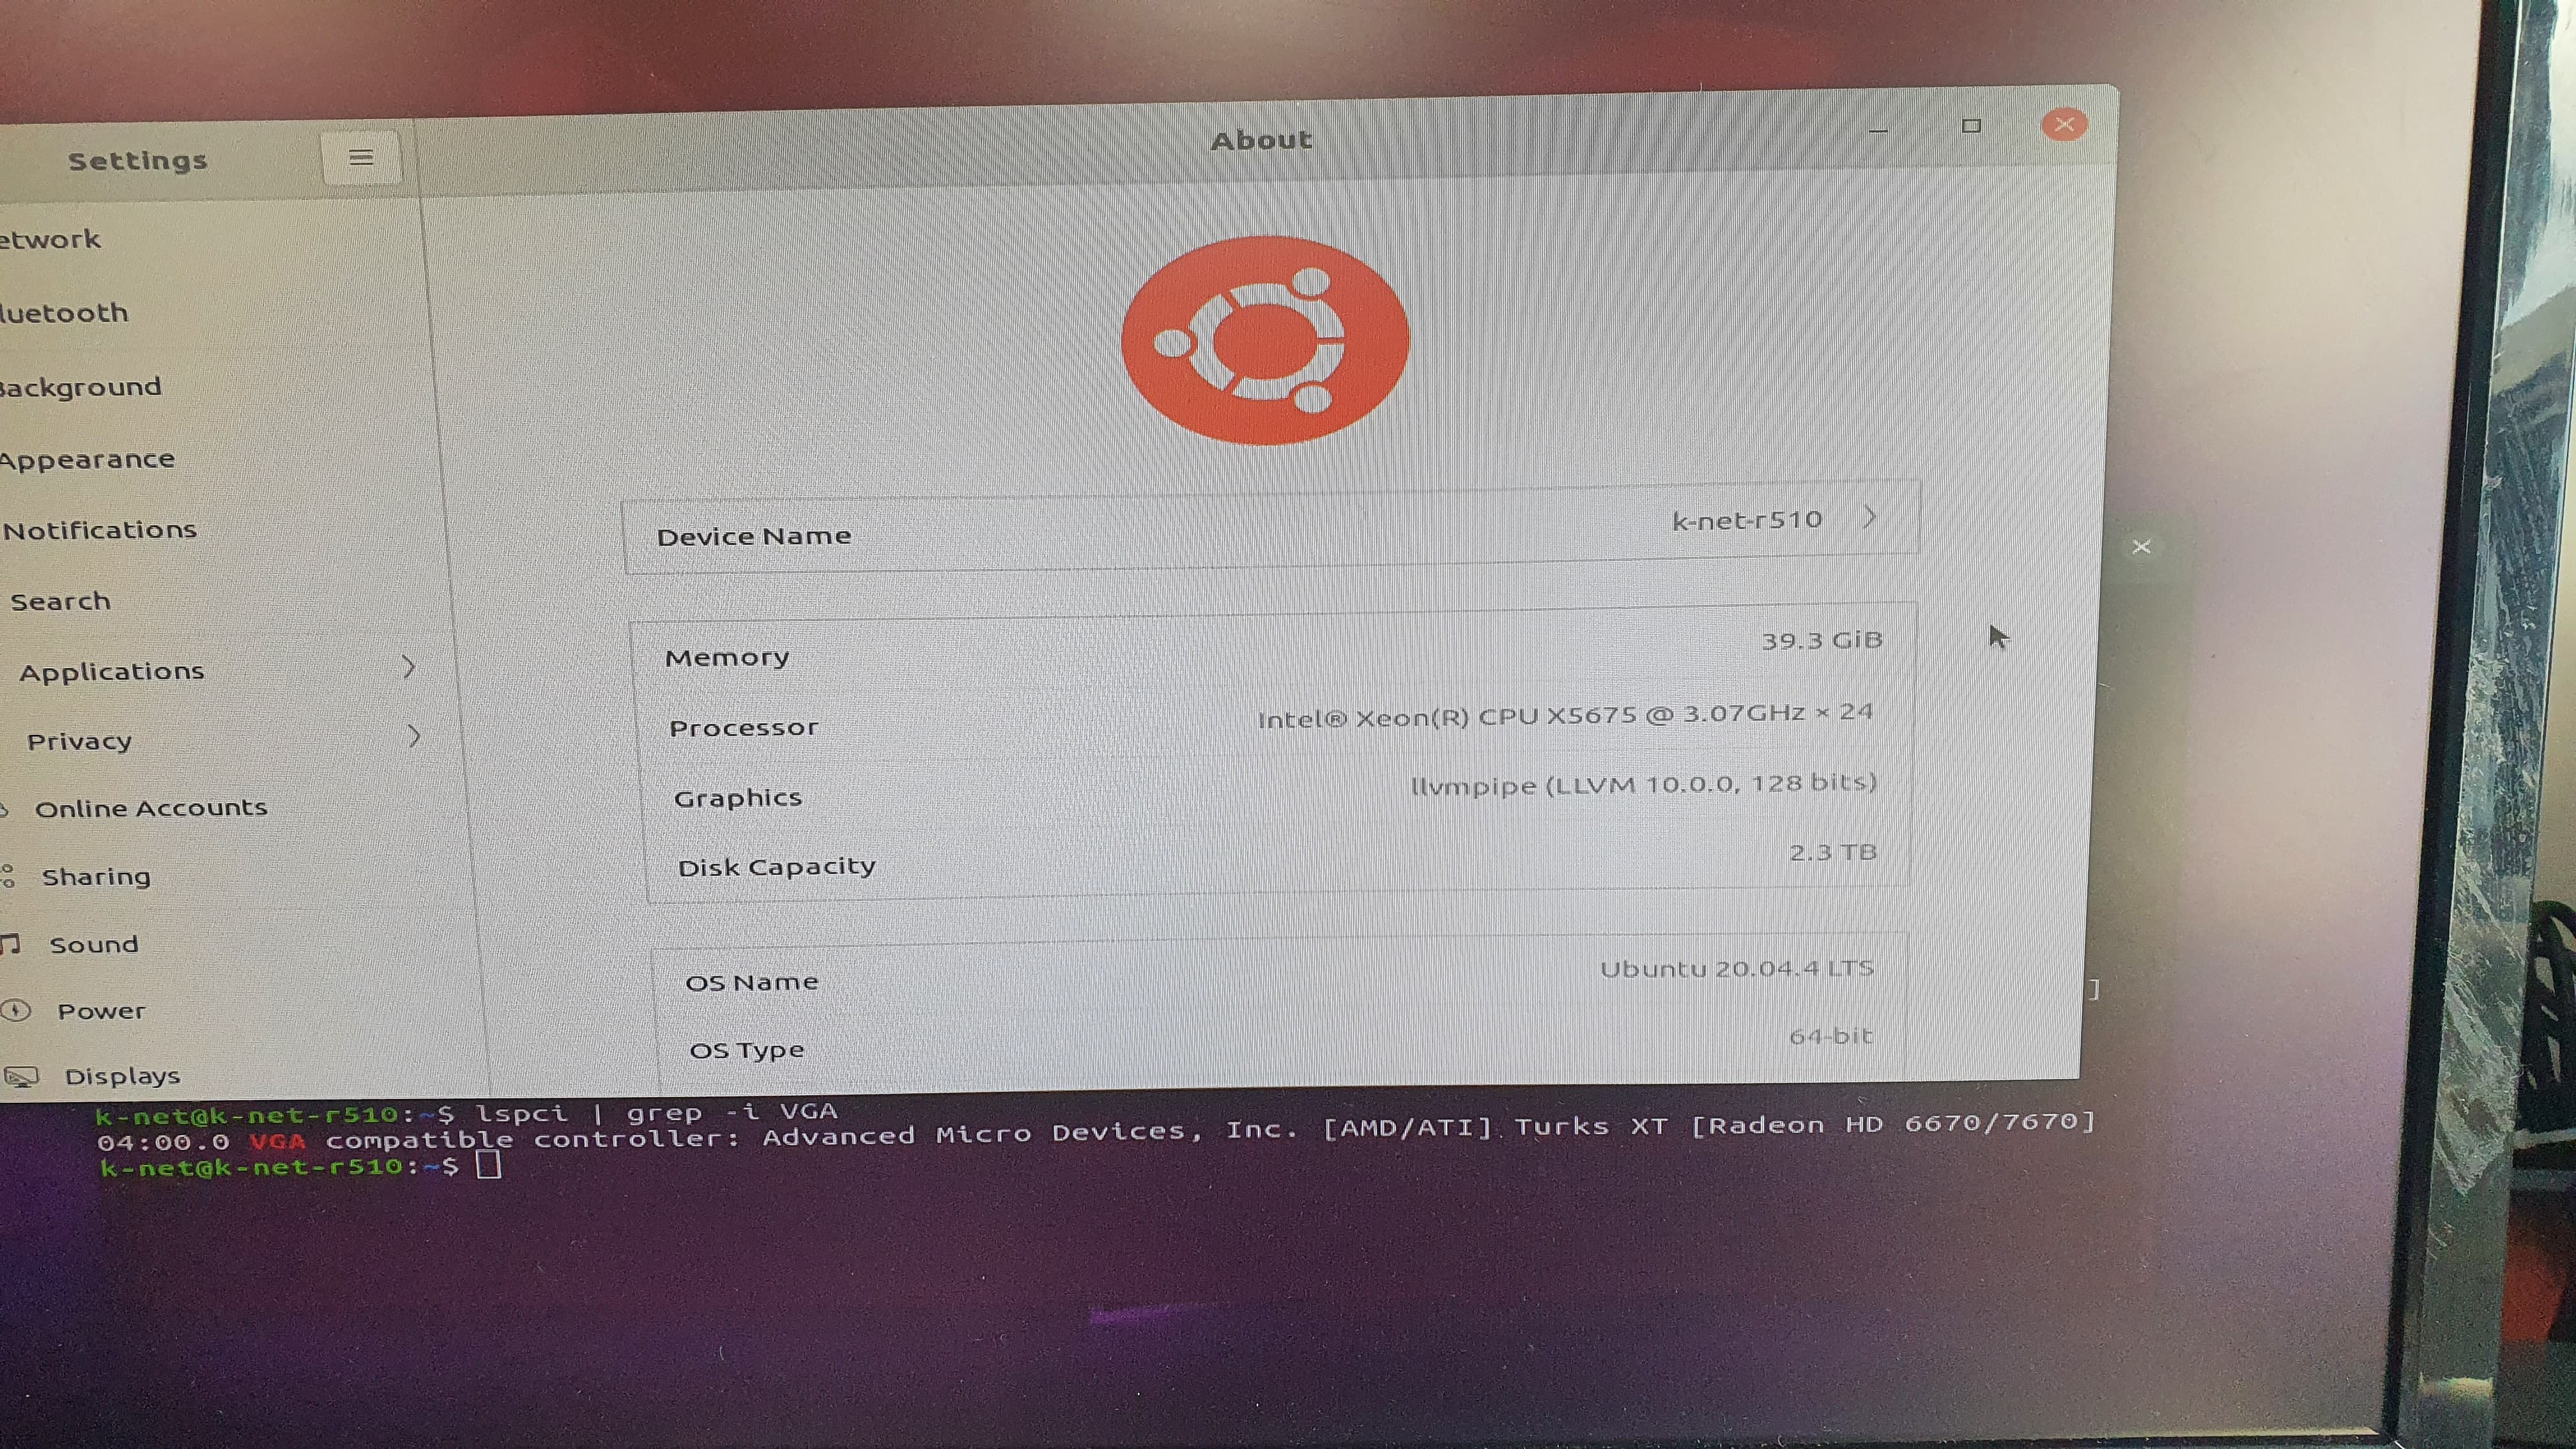 Settings
About
etwork
luetooth
Background
Appearance
Notifications
Search
Applications
Privacy
Online Accounts
Sharing
Sound
Power
Displays
Device Name k-net-r510
Memory 39.3 GiB
Processor Intel® Xeon(R) CPU X5675 @ 3.07GHz × 24
Graphics llvmpipe (LLVM 10.0.0, 128 bits)
Disk Capacity 2.3 TB
OS Name Ubuntu 20.04.4 LTS
OS Type 64-bit
]
k-net@k-net-r510:~$ lspci | grep -i VGA
04:00.0 VGA compatible controller: Advanced Micro Devices, Inc. [AMD/ATI] Turks XT [Radeon HD 6670/7670]
k-net@k-net-r510:~$